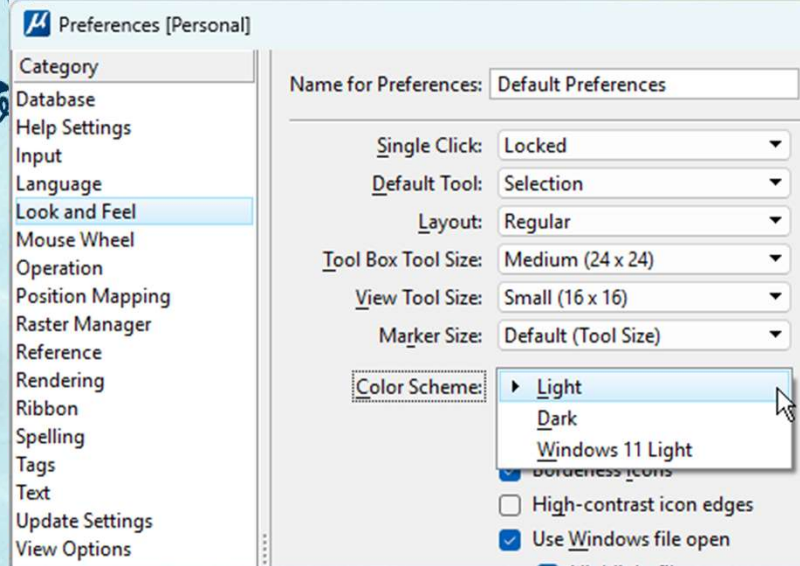 Preferences [Personal]
Category
Database
Help Settings
Input
Language
Look and Feel
Mouse Wheel
Operation
Position Mapping
Raster Manager
Reference
Rendering
Ribbon
Spelling
Tags
Text
Update Settings
View Options
Name for Preferences: Default Preferences
Single Click: Locked
Default Tool: Selection
Layout: Regular
Tool Box Tool Size: Medium (24 x 24)
View Tool Size: Small (16 x 16)
Marker Size: Default (Tool Size)
Color Scheme: Light
Dark
Windows 11 Light
Borderless icons
High-contrast icon edges
Use Windows file open